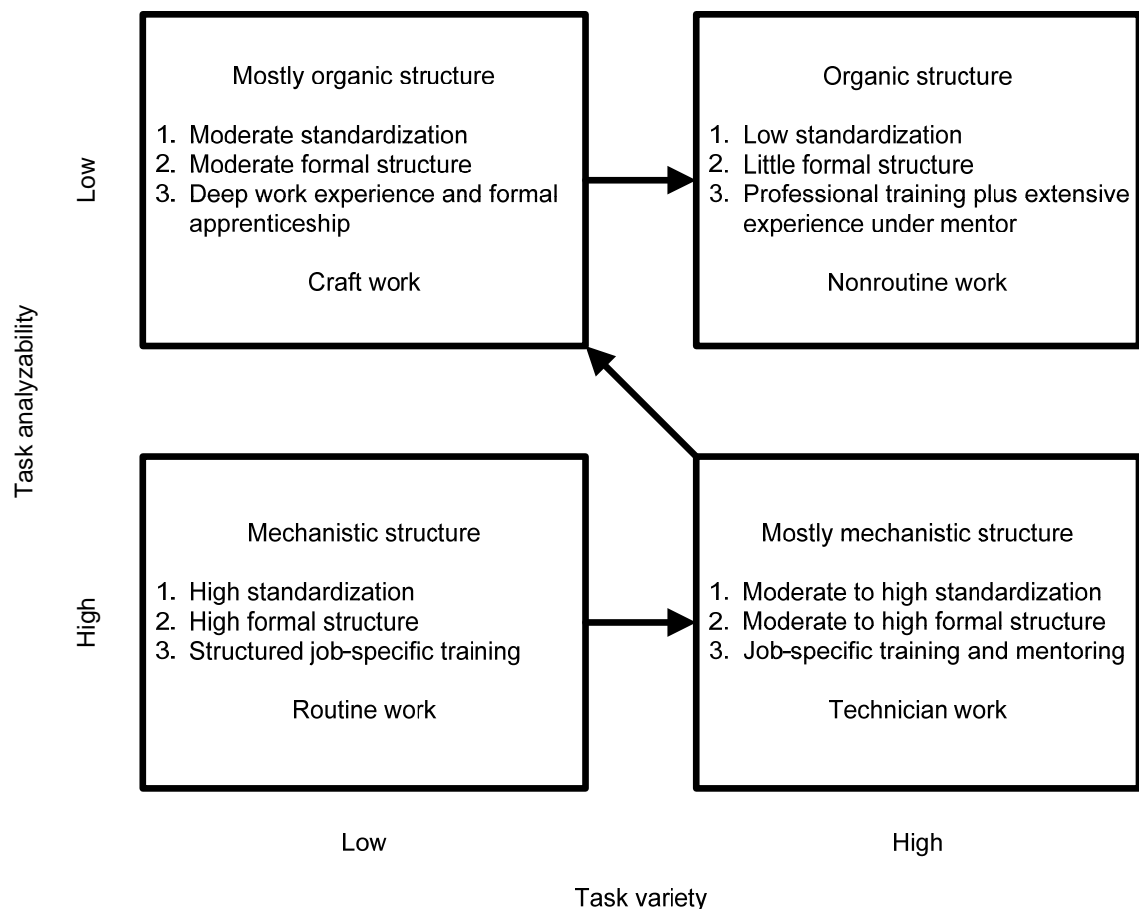 Task analyzability
Low
Mostly organic structure
1. Moderate standardization
2. Moderate formal structure
3. Deep work experience and formal
apprenticeship
Craft work
Organic structure
1. Low standardization
2. Little formal structure
3. Professional training plus extensive
experience under mentor
Nonroutine work
High
Mechanistic structure
1. High standardization
2. High formal structure
3. Structured job-specific training
Routine work
Mostly mechanistic structure
1. Moderate to high standardization
2. Moderate to high formal structure
3. Job-specific training and mentoring
Technician work
Low
High
Task variety